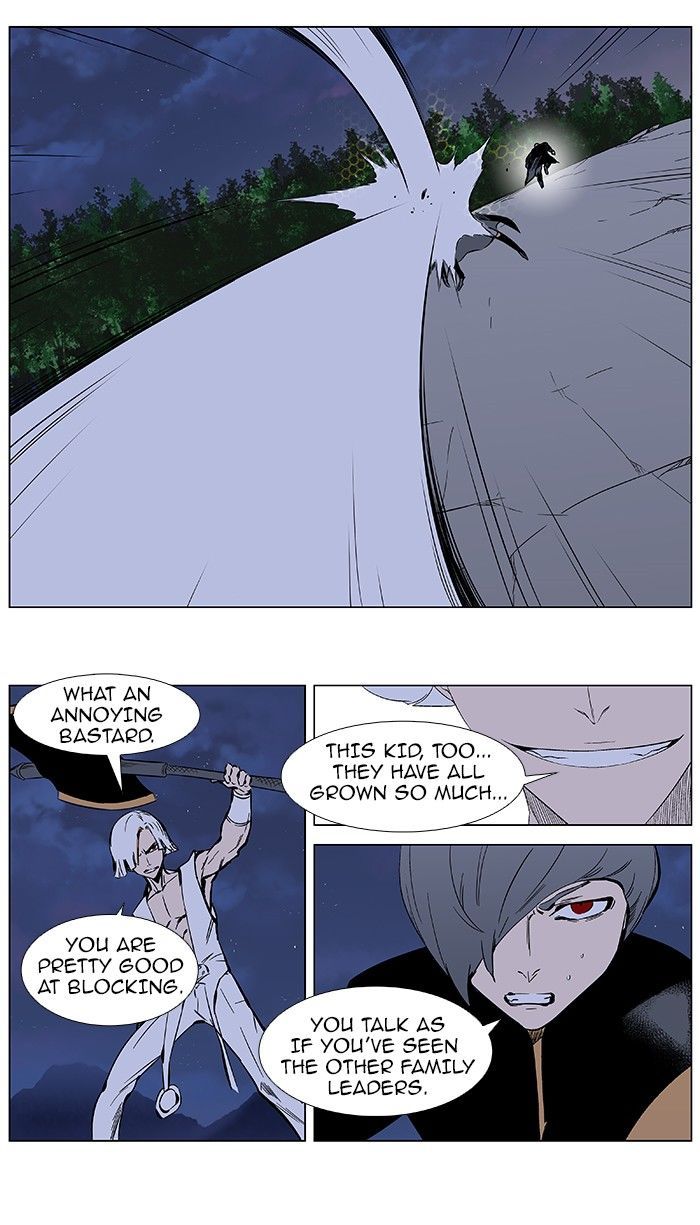 WHAT AN
ANNOYING
BASTARD.
THIS KID, TOO...
THEY HAVE ALL
GROWN SO MUCH...
YOU ARE
PRETTY GOOD
AT BLOCKING.
YOU TALK AS
IF YOU'VE SEEN
THE OTHER FAMILY
LEADERS.